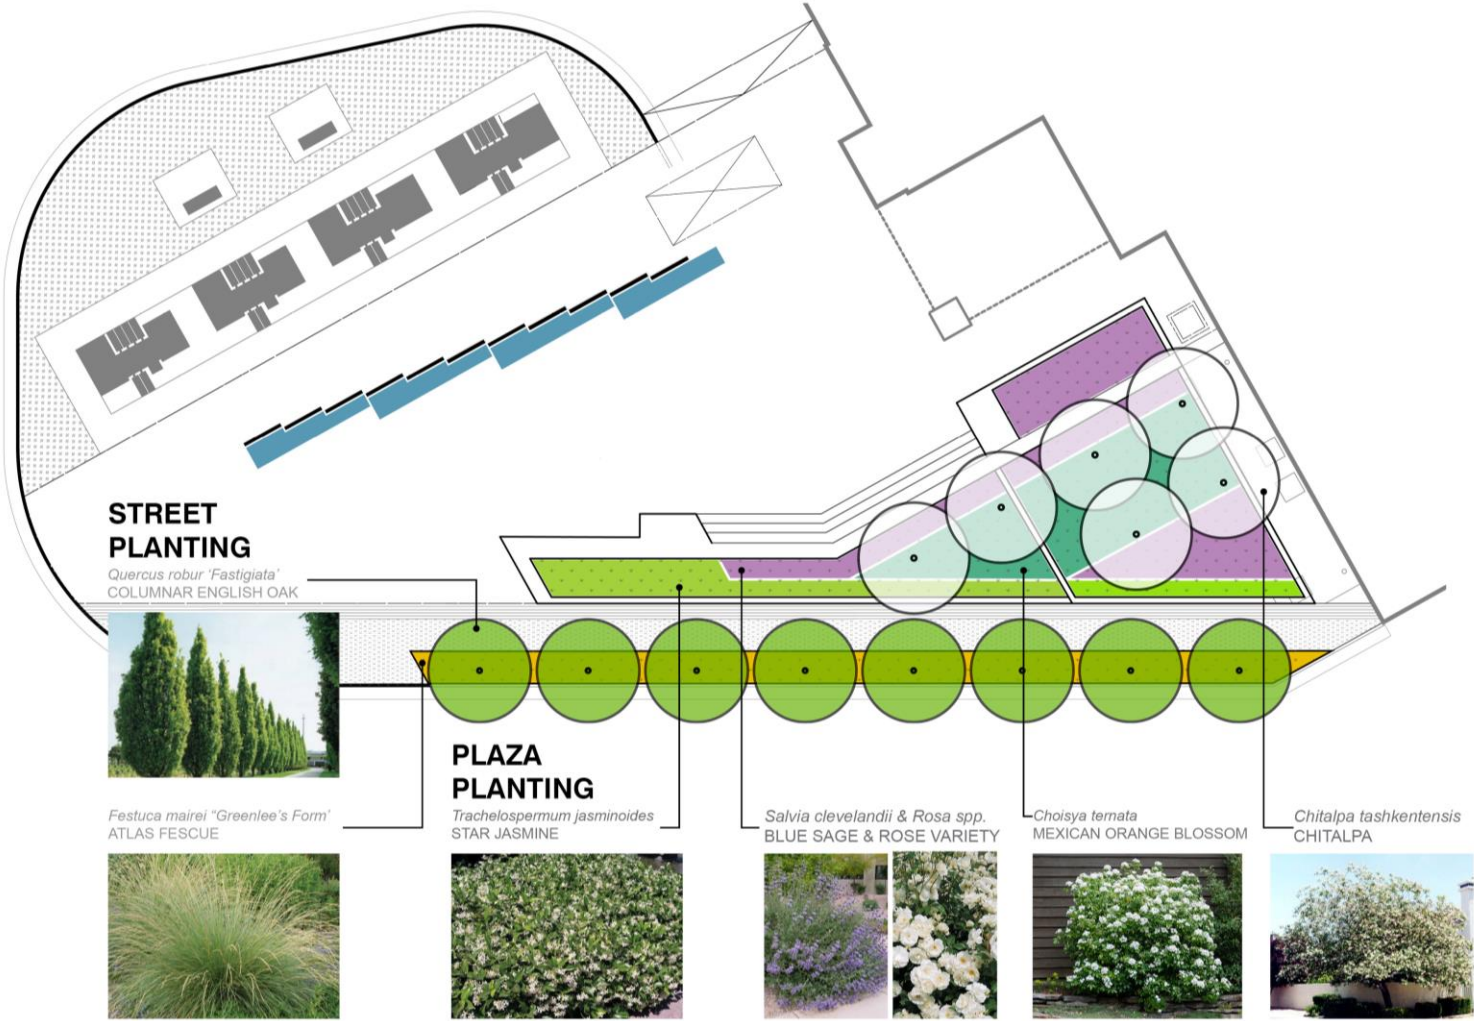 STREET
PLANTING
Quercus robur 'Fastigiata'
COLUMNAR ENGLISH OAK
Festuca mairei “Greenlee's Form'
ATLAS FESCUE
PLAZA
PLANTING
Trachelospermum jasminoides
STAR JASMINE
Salvia clevelandii & Rosa spp.
BLUE SAGE & ROSE VARIETY
Choisya ternata
MEXICAN ORANGE BLOSSOM
Chitalpa tashkentensis
CHITALPA